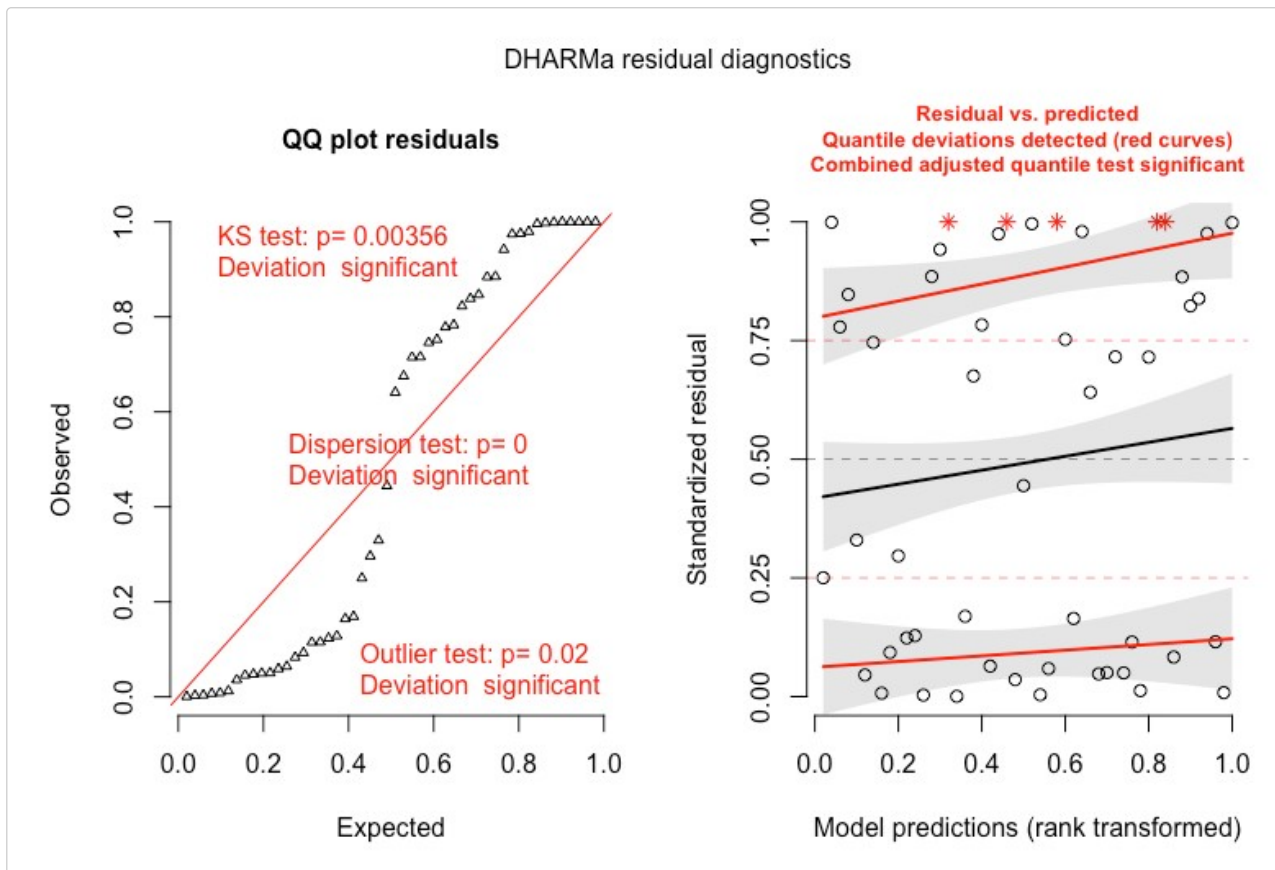 DHARMa residual diagnostics
QQ plot residuals
KS test: p= 0.00356
Deviation significant
Dispersion test: p= 0
Deviation significant
Outlier test: p= 0.02
Deviation significant
Observed
0.0
0.2
0.4
0.6
0.8
1.0
0.0 0.2 0.4 0.6 0.8 1.0
Expected
Residual vs. predicted
Quantile deviations detected (red curves)
Combined adjusted quantile test significant
Standardized residual
0.00
0.25
0.50
0.75
1.00
0.0 0.2 0.4 0.6 0.8 1.0
Model predictions (rank transformed)